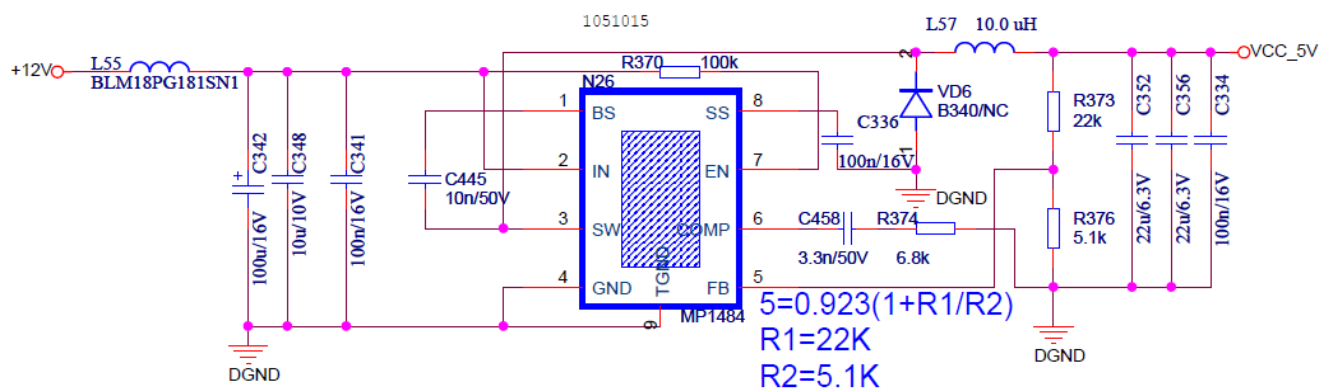 1051015
L57 10.0 uH
+12V
L55
BLM18PG181SN1
R370 100k
VCC_5V
N26
2
VD6
B340/NC
1
C342
100u/16V
C348
10u/10V
C341
100n/16V
C445
10n/50V
1 BS
2 IN
3 SW
4 GND
SS 8
EN 7
COMP 6
FB 5
TGND
9
MP1484
C336
100n/16V
DGND
C458
3.3n/50V
R374
6.8k
R373
22k
R376
5.1k
C352
22u/6.3V
C356
22u/6.3V
C334
100n/16V
5=0.923(1+R1/R2)
R1=22K
R2=5.1K
DGND
DGND